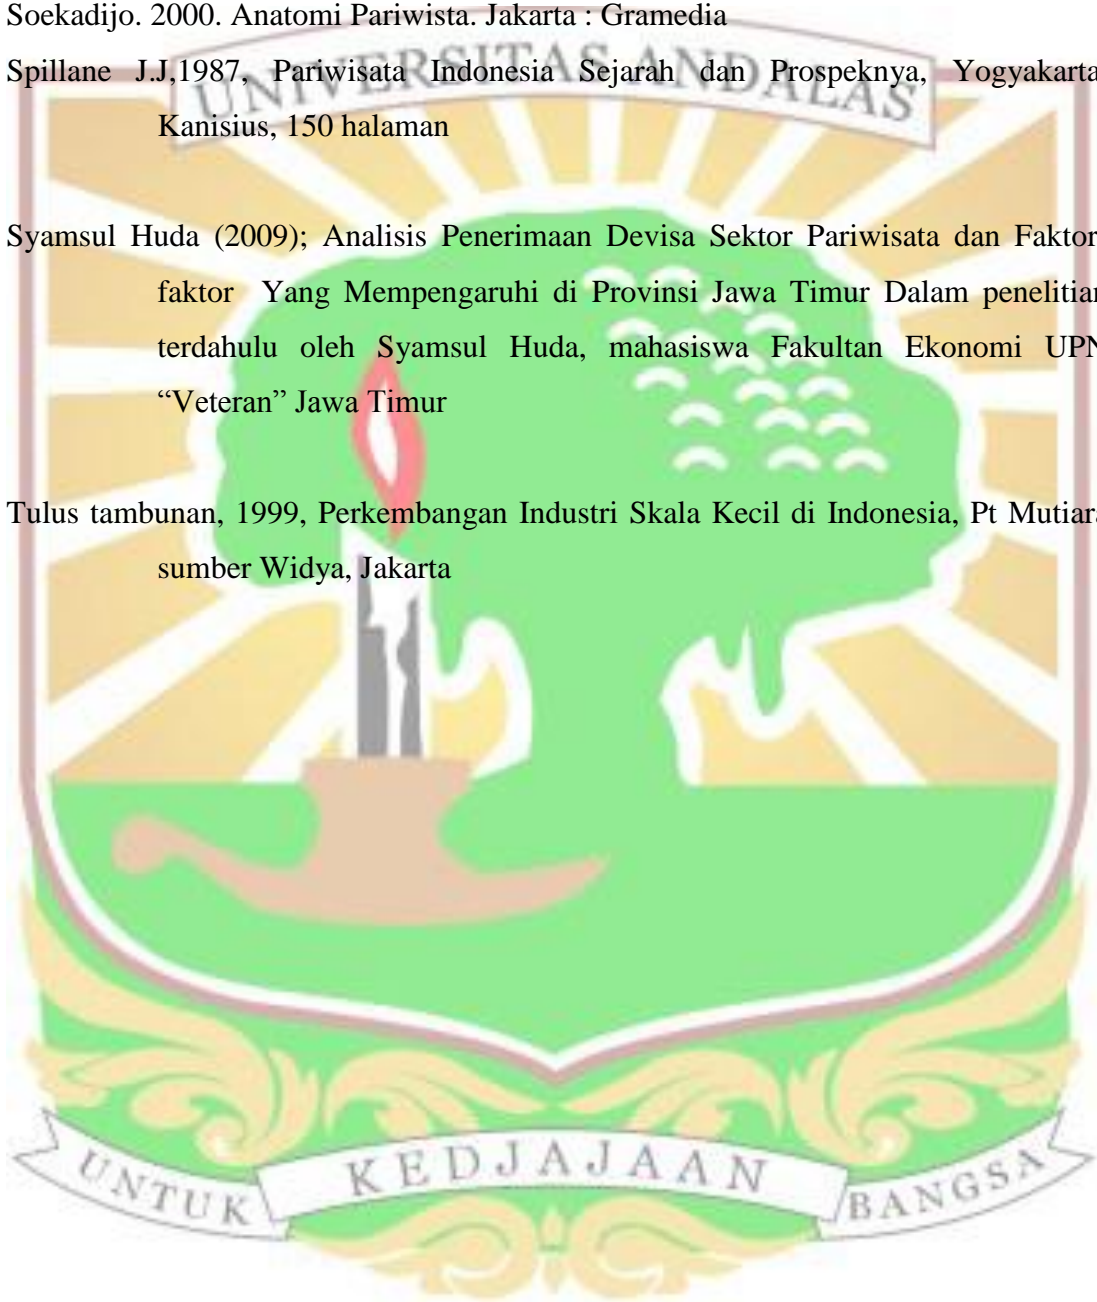 Soekadijo. 2000. Anatomi Pariwista. Jakarta : Gramedia
UNIVERSITAS ANDALAS
Spillane J.J,1987, Pariwisata Indonesia Sejarah dan Prospeknya, Yogyakarta
Kanisius, 150 halaman
Syamsul Huda (2009); Analisis Penerimaan Devisa Sektor Pariwisata dan Faktor
faktor Yang Mempengaruhi di Provinsi Jawa Timur Dalam penelitian
terdahulu oleh Syamsul Huda, mahasiswa Fakultan Ekonomi UPN
“Veteran” Jawa Timur
Tulus tambunan, 1999, Perkembangan Industri Skala Kecil di Indonesia, Pt Mutiara
sumber Widya, Jakarta
UNTUK KEDJAJAAN BANGSA